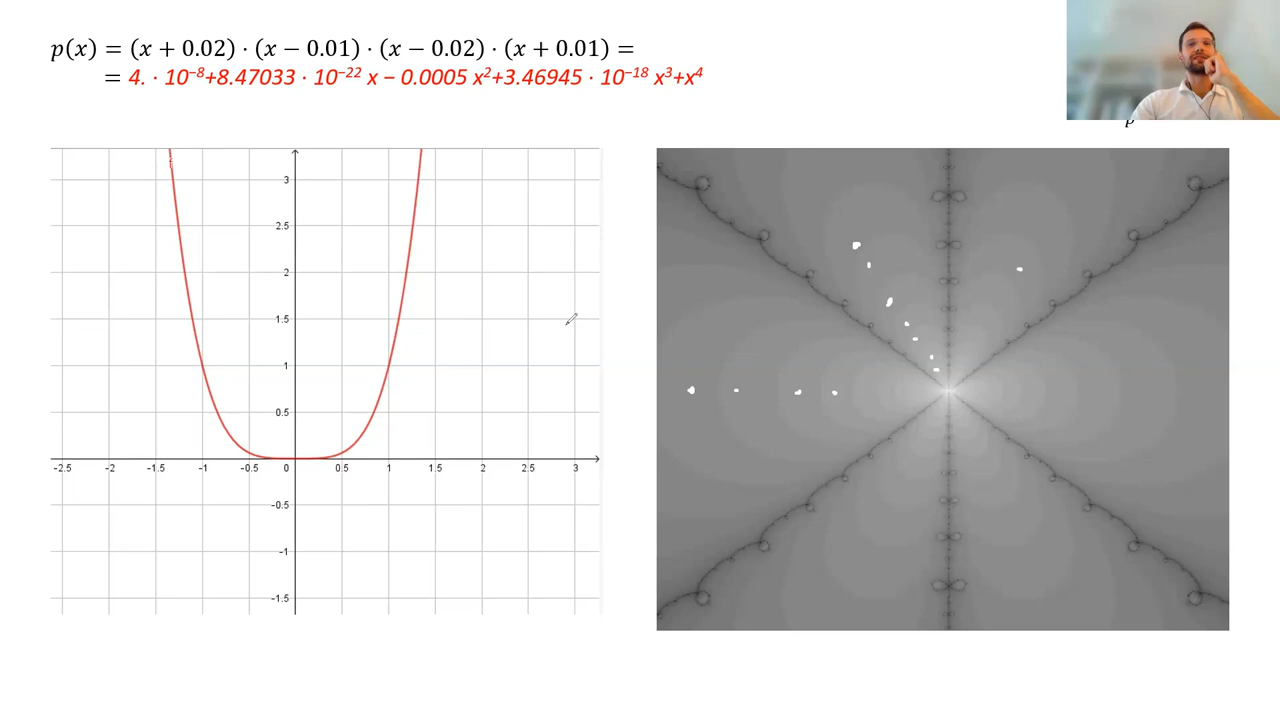 p(x) = (x + 0.02) · (x − 0.01) · (x − 0.02) · (x + 0.01) =
= 4. · 10⁻⁸+8.47033 · 10⁻²² x − 0.0005 x²+3.46945 · 10⁻¹⁸ x³+x⁴
p
3
2.5
2
1.5
1
0.5
-2.5 -2 -1.5 -1 -0.5 0 0.5 1 1.5 2 2.5 3
-0.5
-1
-1.5